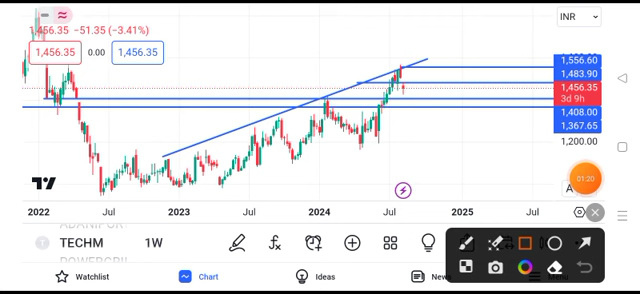 1,456.35 −51.35 (−3.41%)
INR
1,456.35 0.00 1,456.35
1,556.60
1,483.90
1,456.35
3d 9h
1,408.00
1,367.65
1,200.00
01:20
A
2022 Jul 2023 Jul 2024 Jul 2025 Jul
TECHM 1W
Watchlist Chart Ideas News Menu